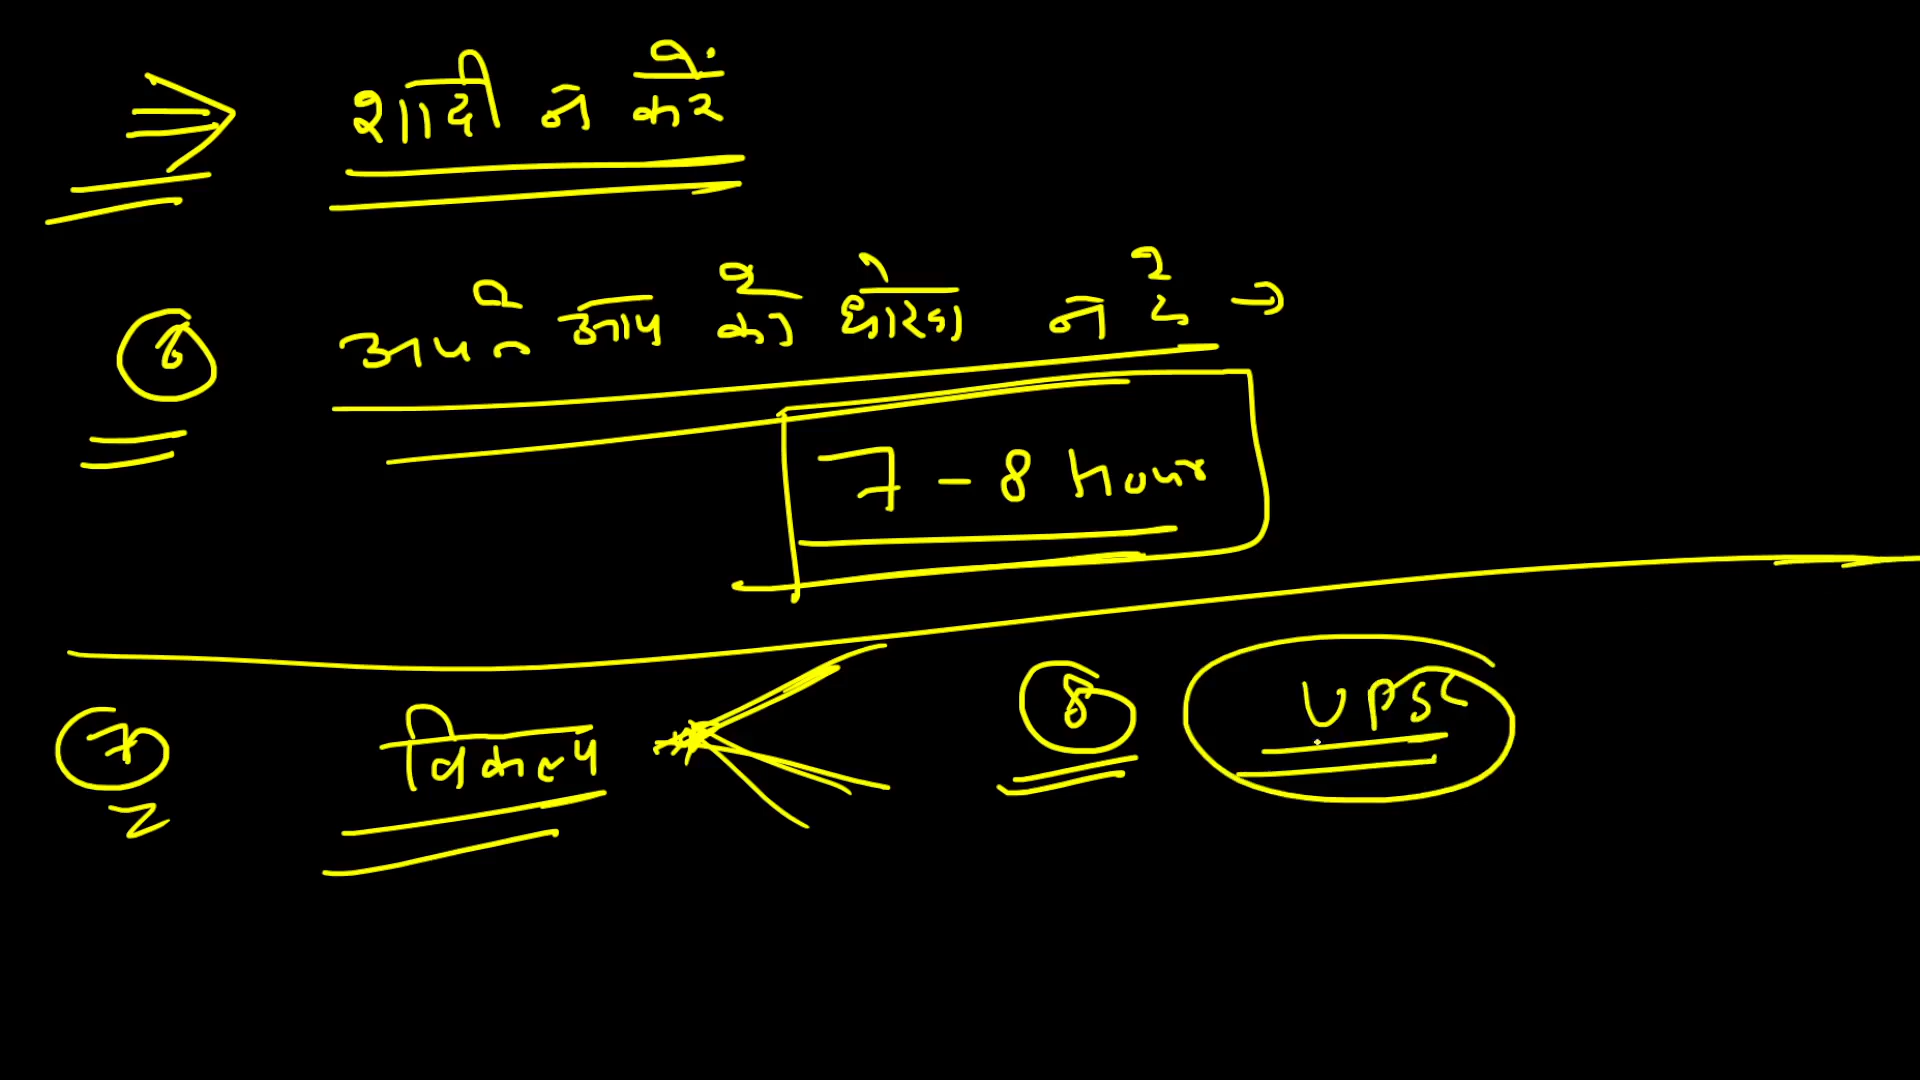 ⇒ शादी न करें
⑥ अपने आप को धोखा न दे →
7 - 8 hour
⑦ विकल्प
⑧ UPSC